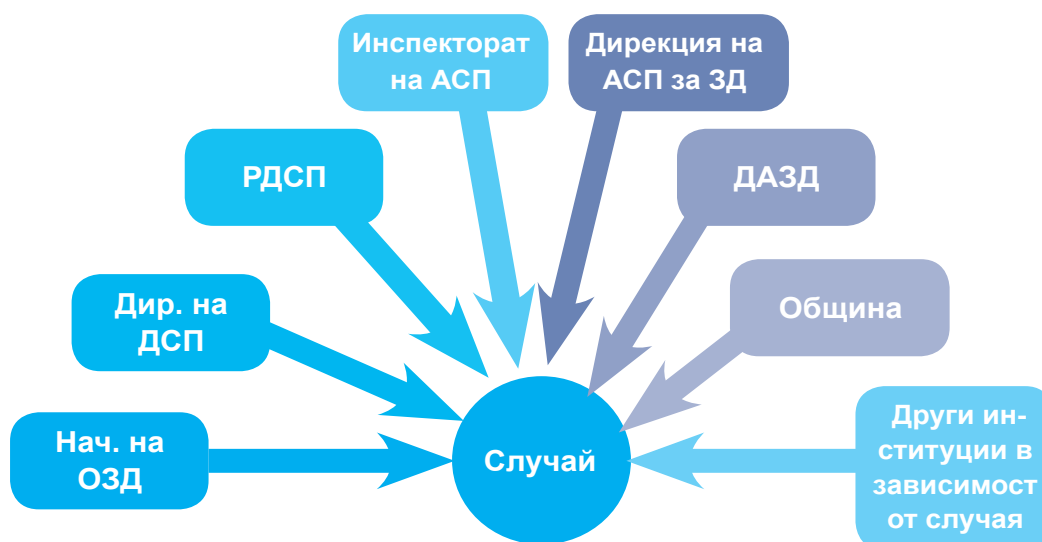 Инспекторат
на АСП
Дирекция на
АСП за ЗД
РДСП
ДАЗД
Дир. на
ДСП
Община
Нач. на
ОЗД
Случай
Други ин-
ституции в
зависимост
от случая